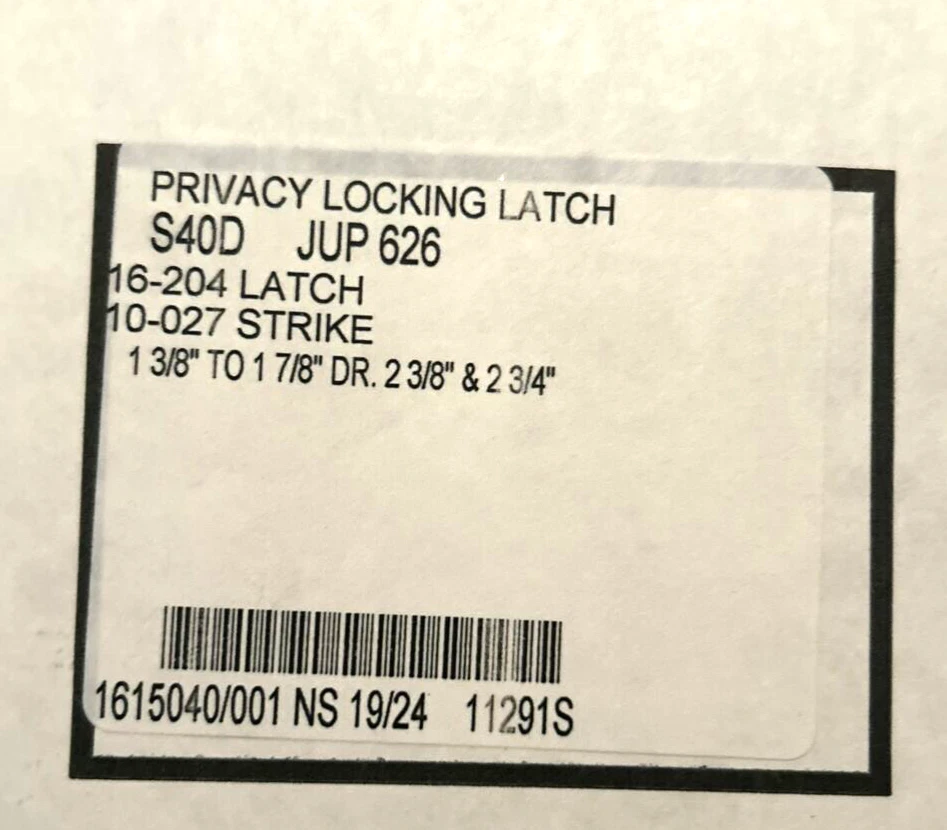 PRIVACY LOCKING LATCH
S40D JUP 626
16-204 LATCH
10-027 STRIKE
1 3/8" TO 1 7/8" DR. 2 3/8" & 2 3/4"
1615040/001 NS 19/24 11291S